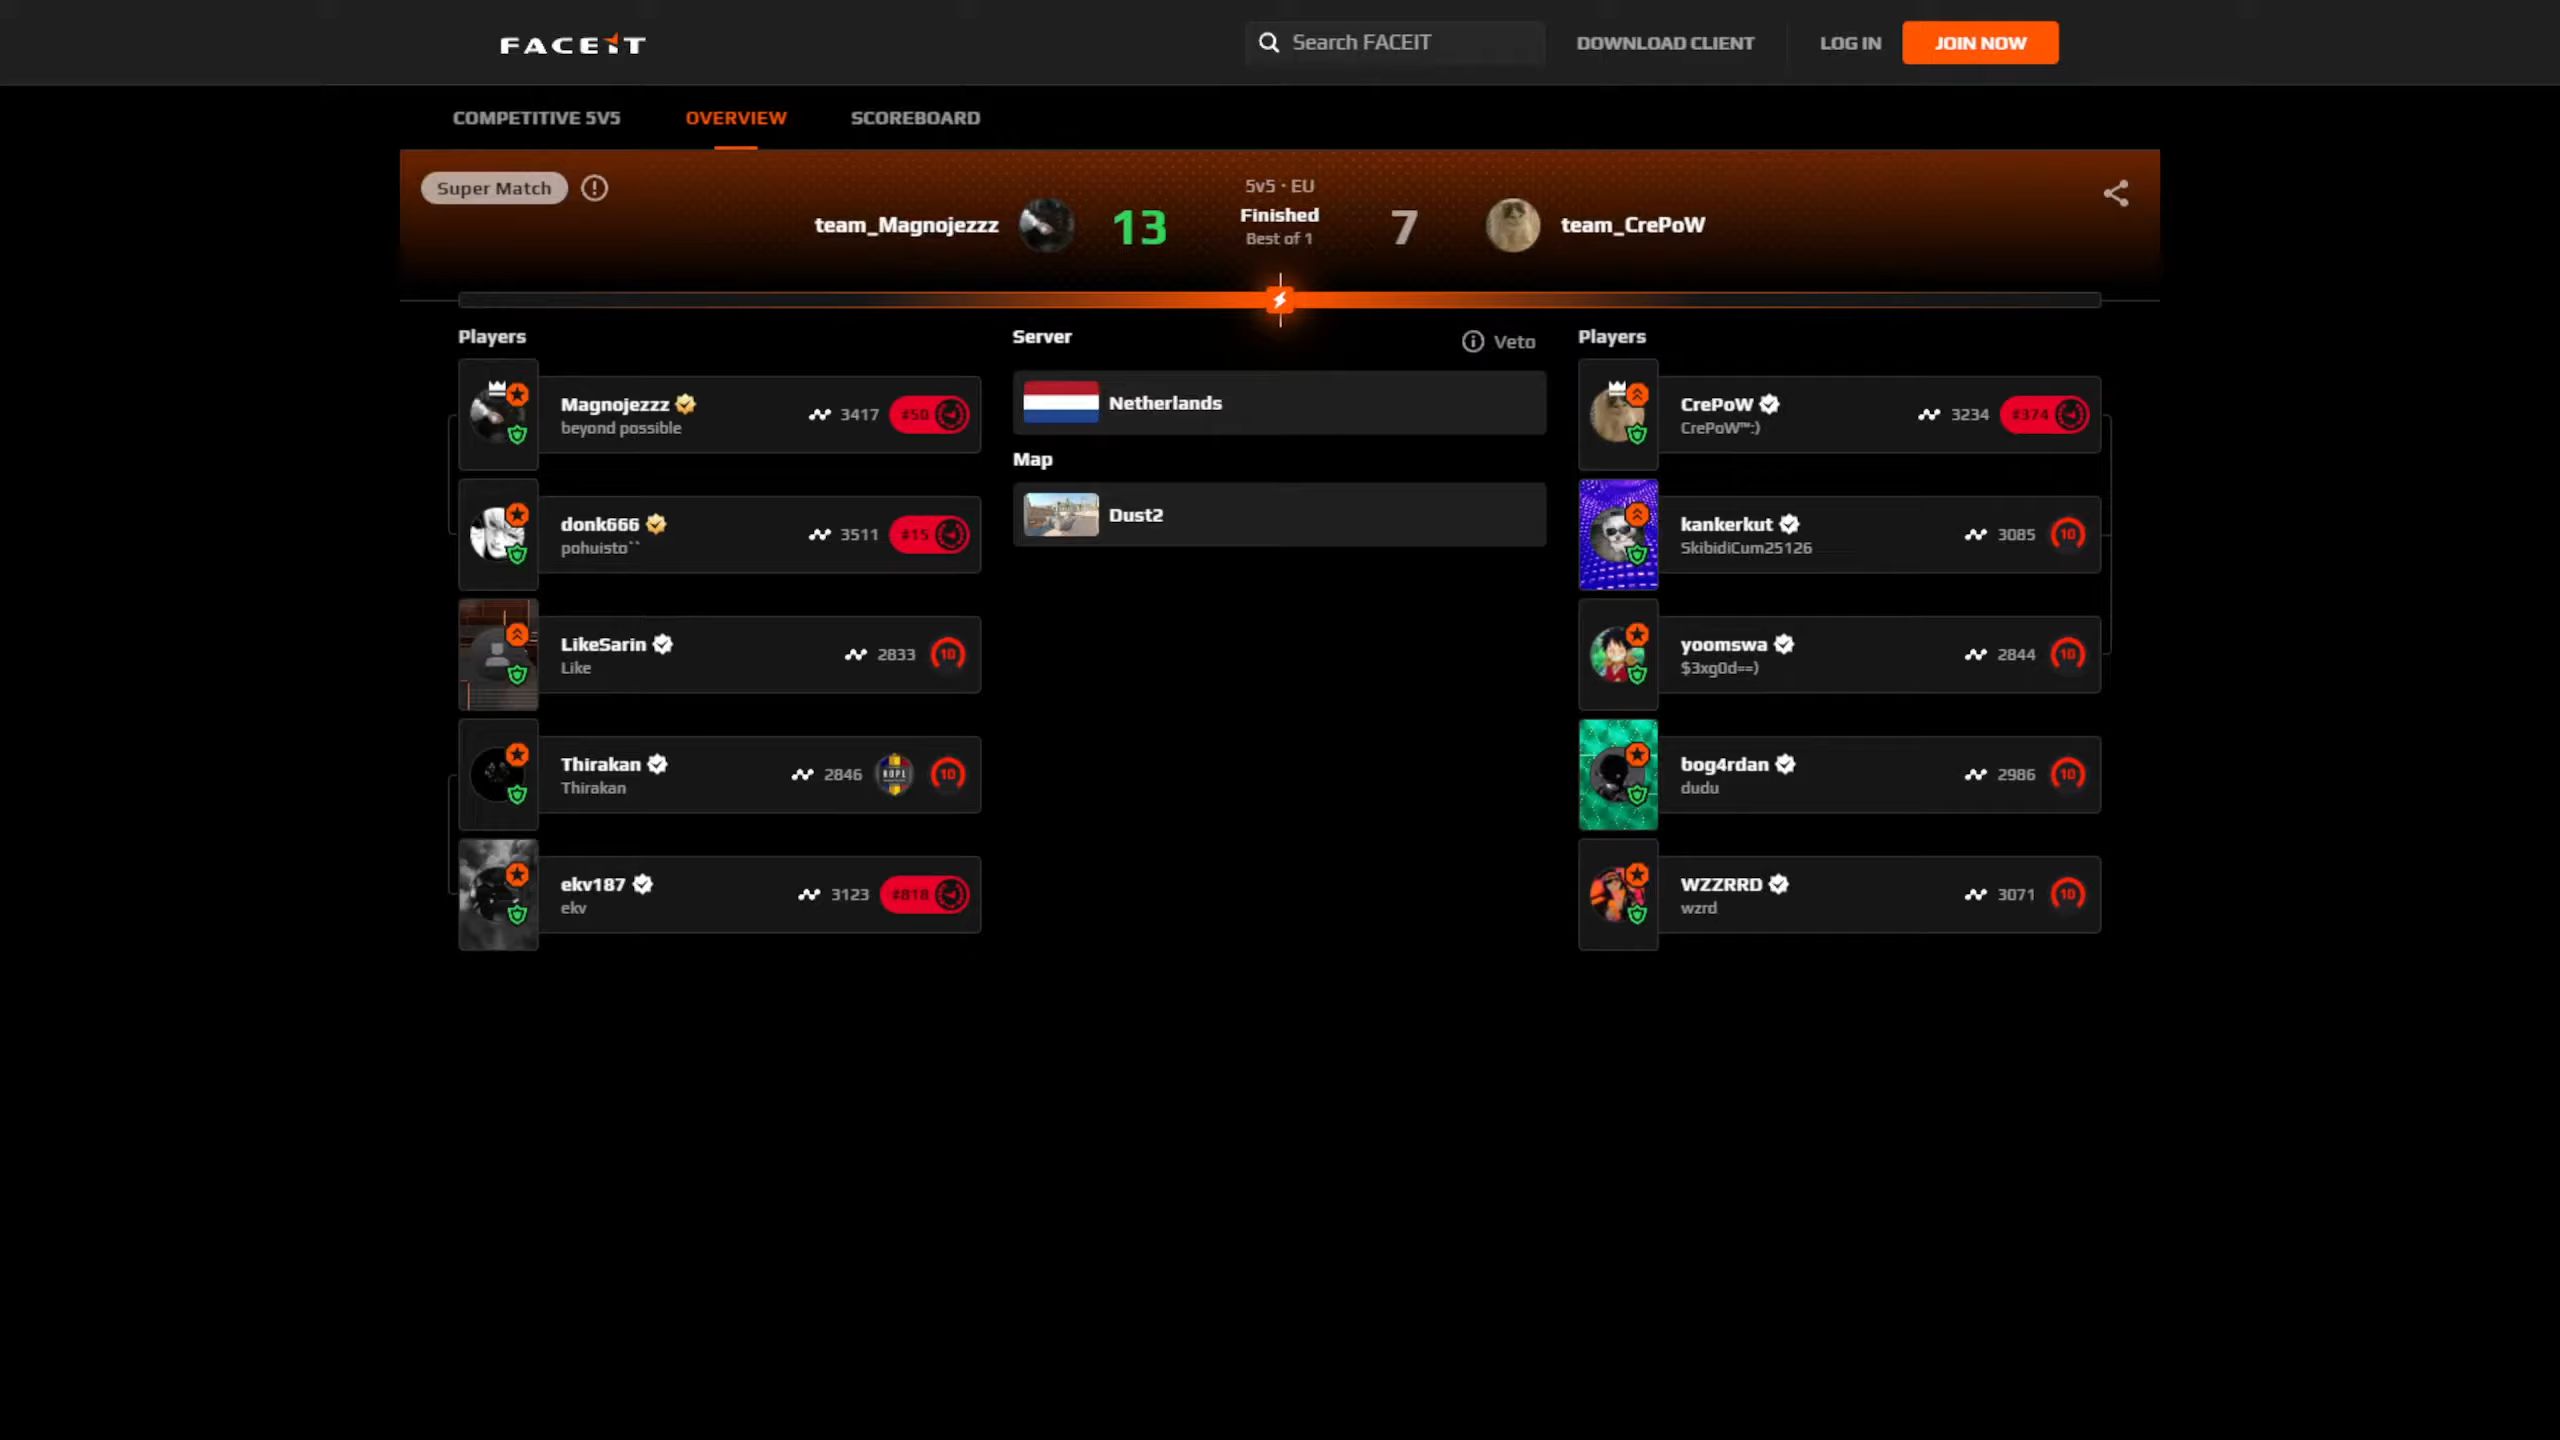 FACEIT
Search FACEIT
DOWNLOAD CLIENT
LOG IN
JOIN NOW
COMPETITIVE 5V5
OVERVIEW
SCOREBOARD
Super Match
team_Magnojezzz
13
5v5 · EU
Finished
Best of 1
7
team_CrePoW
Players
Magnojezzz
beyond possible
3417
#50
donk666
pohuisto``
3511
#15
LikeSarin
Like
2833
10
Thirakan
Thirakan
2846
ROPL
10
ekv187
ekv
3123
#818
Server
Veto
Netherlands
Map
Dust2
Players
CrePoW
CrePoW™:)
3234
#374
kankerkut
SkibidiCum25126
3085
10
yoomswa
$3xg0d==)
2844
10
bog4rdan
dudu
2986
10
WZZRRD
wzrd
3071
10